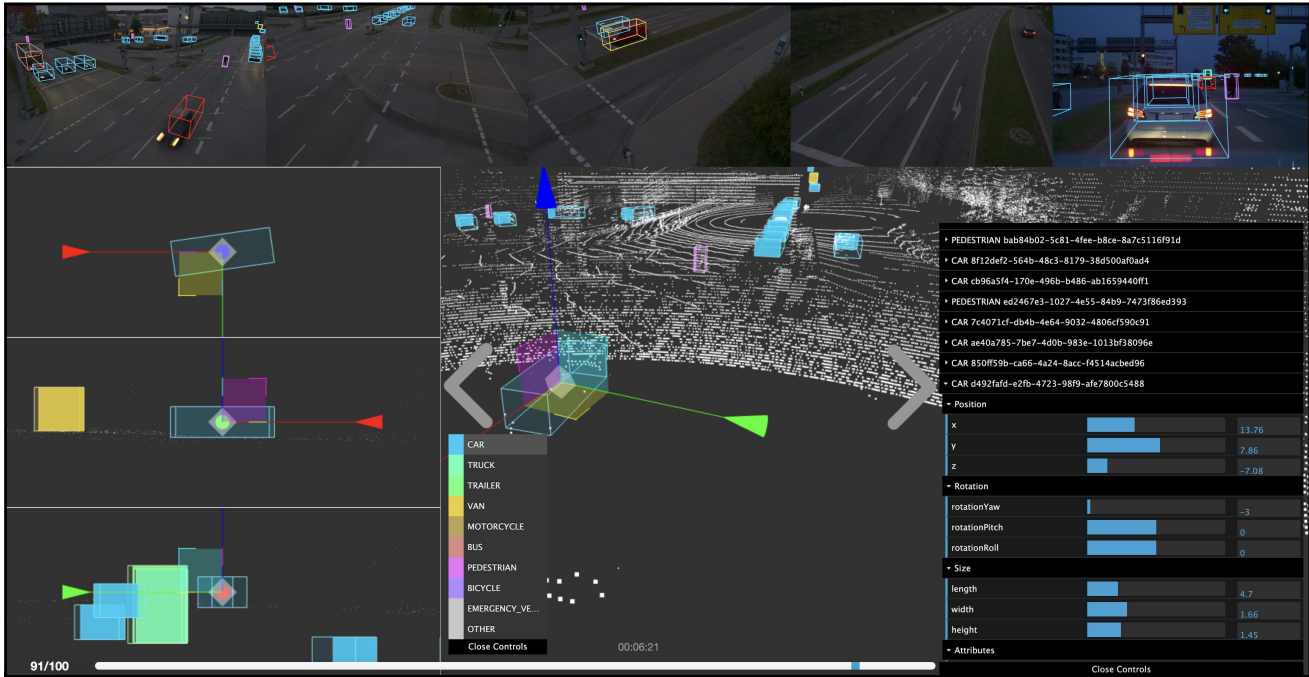 PEDESTRIAN bab84b02-5c81-4fee-b8ce-8a7c5116f91d
CAR 8f12def2-564b-48c3-8179-38d500af0ad4
CAR cb96a5f4-170e-496b-b486-ab1659440ff1
PEDESTRIAN ed2467e3-1027-4e55-84b9-7473f86ed393
CAR 7c4071cf-db4b-4e64-9032-4806cf590c91
CAR ae40a785-7be7-4d0b-983e-1013bf38096e
CAR 850ff59b-ca66-4a24-8acc-f4514acbed96
CAR d492fafd-e2fb-4723-98f9-afe7800c5488
Position
x 13.76
y 7.86
z -7.08
Rotation
rotationYaw -3
rotationPitch 0
rotationRoll 0
Size
length 4.7
width 1.66
height 1.45
Attributes
Close Controls
CAR
TRUCK
TRAILER
VAN
MOTORCYCLE
BUS
PEDESTRIAN
BICYCLE
EMERGENCY_VE...
OTHER
Close Controls
00:06:21
91/100